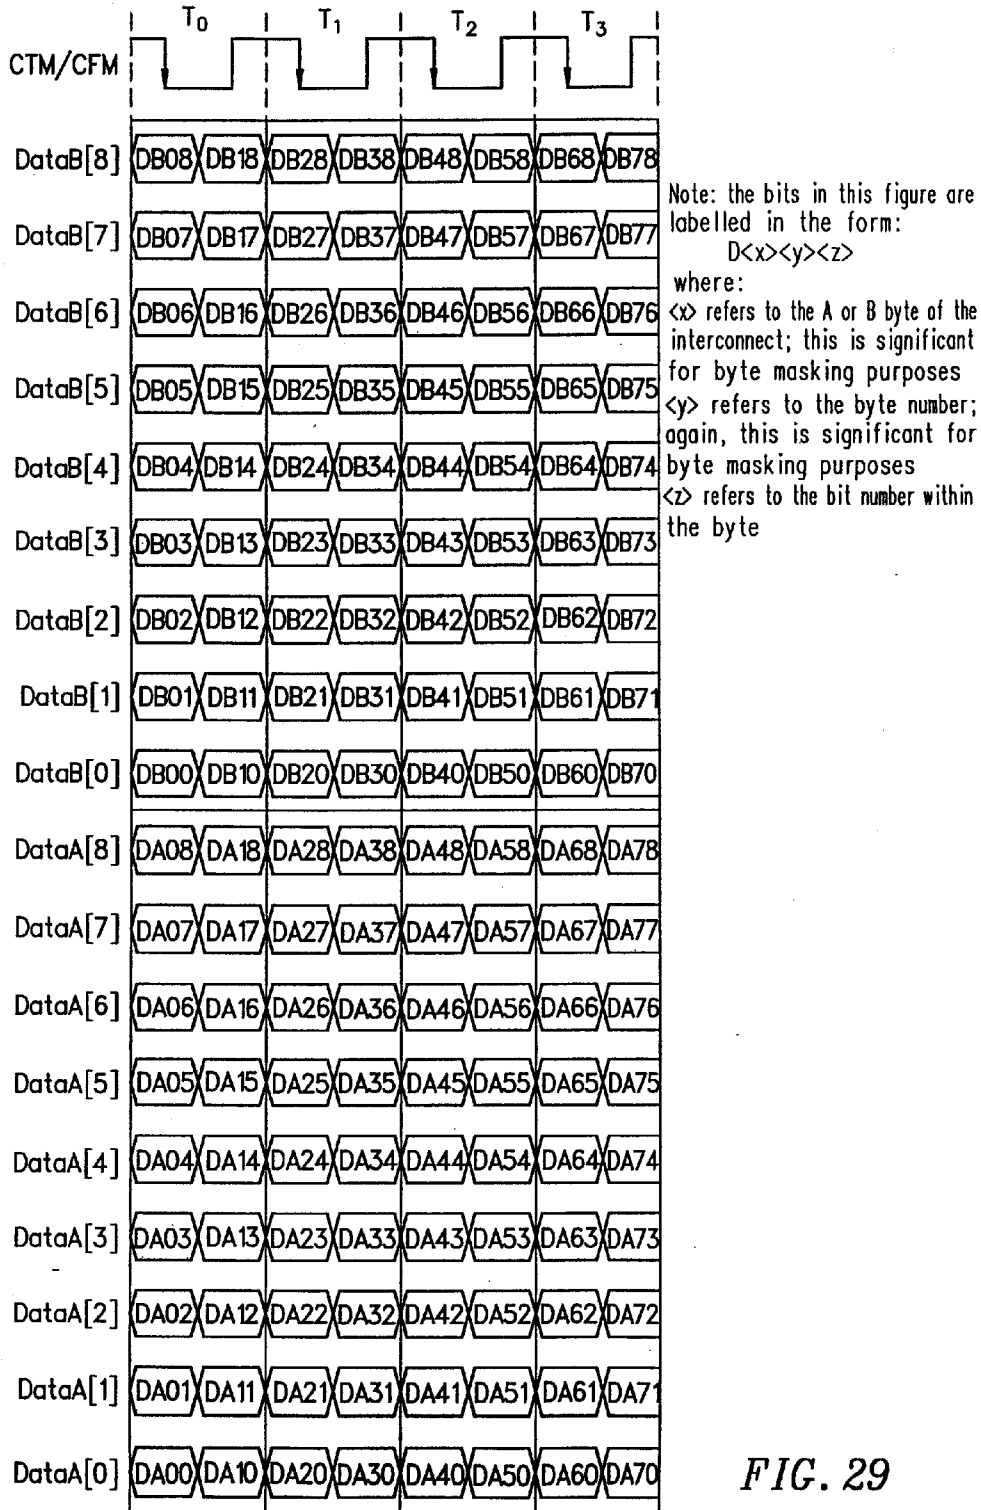 T0 T1 T2 T3
CTM/CFM
DataB[8] DB08 DB18 DB28 DB38 DB48 DB58 DB68 DB78
DataB[7] DB07 DB17 DB27 DB37 DB47 DB57 DB67 DB77
DataB[6] DB06 DB16 DB26 DB36 DB46 DB56 DB66 DB76
DataB[5] DB05 DB15 DB25 DB35 DB45 DB55 DB65 DB75
DataB[4] DB04 DB14 DB24 DB34 DB44 DB54 DB64 DB74
DataB[3] DB03 DB13 DB23 DB33 DB43 DB53 DB63 DB73
DataB[2] DB02 DB12 DB22 DB32 DB42 DB52 DB62 DB72
DataB[1] DB01 DB11 DB21 DB31 DB41 DB51 DB61 DB71
DataB[0] DB00 DB10 DB20 DB30 DB40 DB50 DB60 DB70
DataA[8] DA08 DA18 DA28 DA38 DA48 DA58 DA68 DA78
DataA[7] DA07 DA17 DA27 DA37 DA47 DA57 DA67 DA77
DataA[6] DA06 DA16 DA26 DA36 DA46 DA56 DA66 DA76
DataA[5] DA05 DA15 DA25 DA35 DA45 DA55 DA65 DA75
DataA[4] DA04 DA14 DA24 DA34 DA44 DA54 DA64 DA74
DataA[3] DA03 DA13 DA23 DA33 DA43 DA53 DA63 DA73
DataA[2] DA02 DA12 DA22 DA32 DA42 DA52 DA62 DA72
DataA[1] DA01 DA11 DA21 DA31 DA41 DA51 DA61 DA71
DataA[0] DA00 DA10 DA20 DA30 DA40 DA50 DA60 DA70
Note: the bits in this figure are
labelled in the form:
D<x><y><z>
where:
<x> refers to the A or B byte of the
interconnect; this is significant
for byte masking purposes
<y> refers to the byte number;
again, this is significant for
byte masking purposes
<z> refers to the bit number within
the byte
FIG. 29